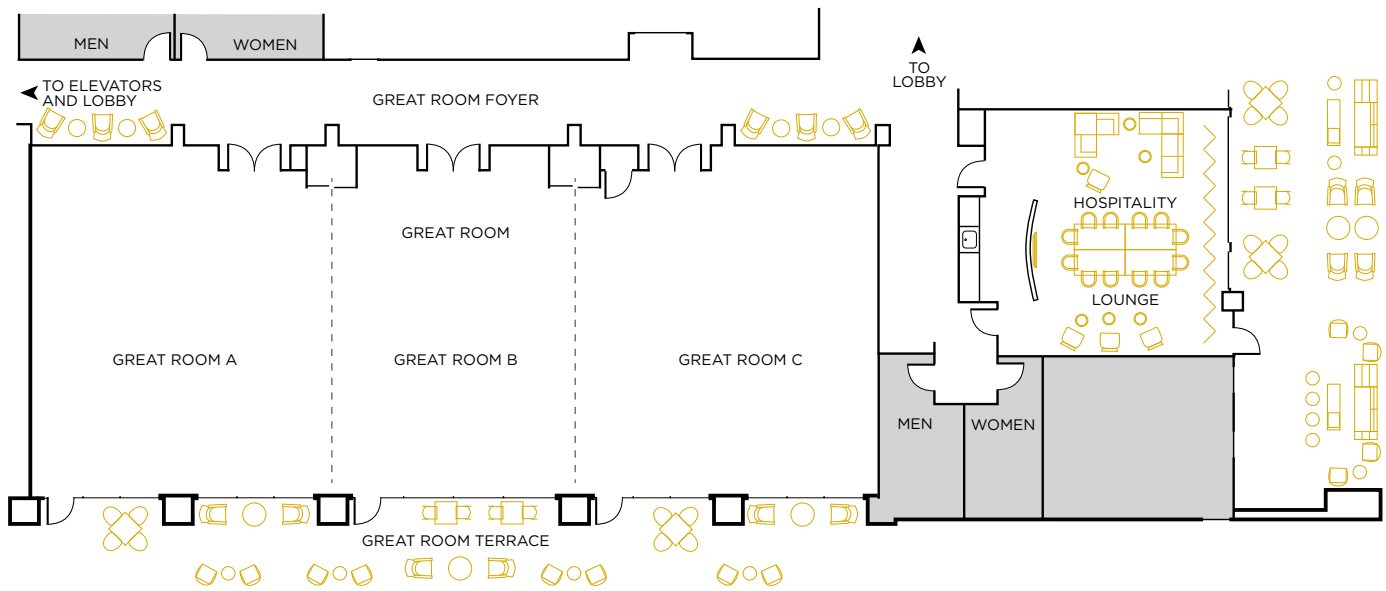 MEN
WOMEN
TO ELEVATORS
AND LOBBY
GREAT ROOM FOYER
TO
LOBBY
HOSPITALITY
LOUNGE
GREAT ROOM
GREAT ROOM A
GREAT ROOM B
GREAT ROOM C
MEN
WOMEN
GREAT ROOM TERRACE